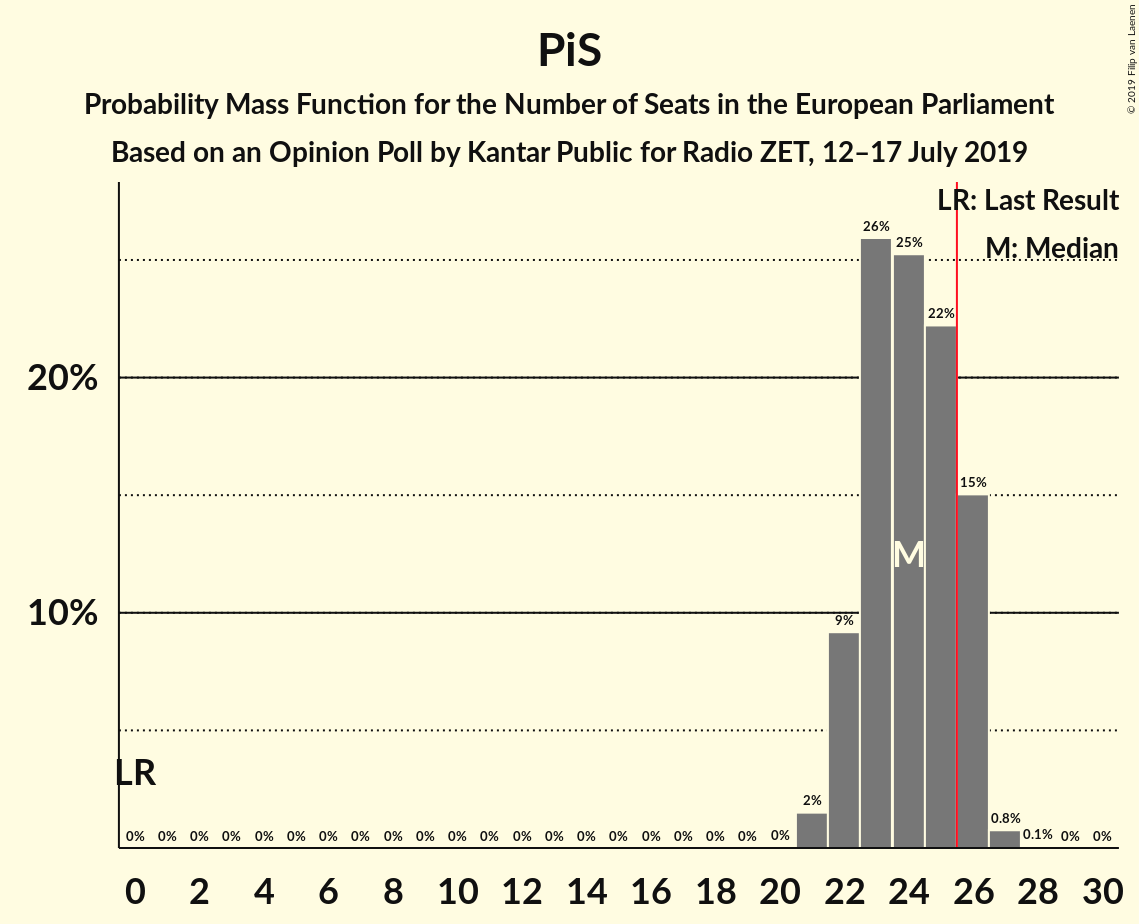 PiS
Probability Mass Function for the Number of Seats in the European Parliament
Based on an Opinion Poll by Kantar Public for Radio ZET, 12–17 July 2019
© 2019 Filip van Laenen
LR: Last Result
M: Median
26%
25%
22%
20%
15%
M
10%
9%
LR
0% 0% 0% 0% 0% 0% 0% 0% 0% 0% 0% 0% 0% 0% 0% 0% 0% 0% 0% 0% 0% 2% 0.8% 0.1% 0% 0%
0 2 4 6 8 10 12 14 16 18 20 22 24 26 28 30